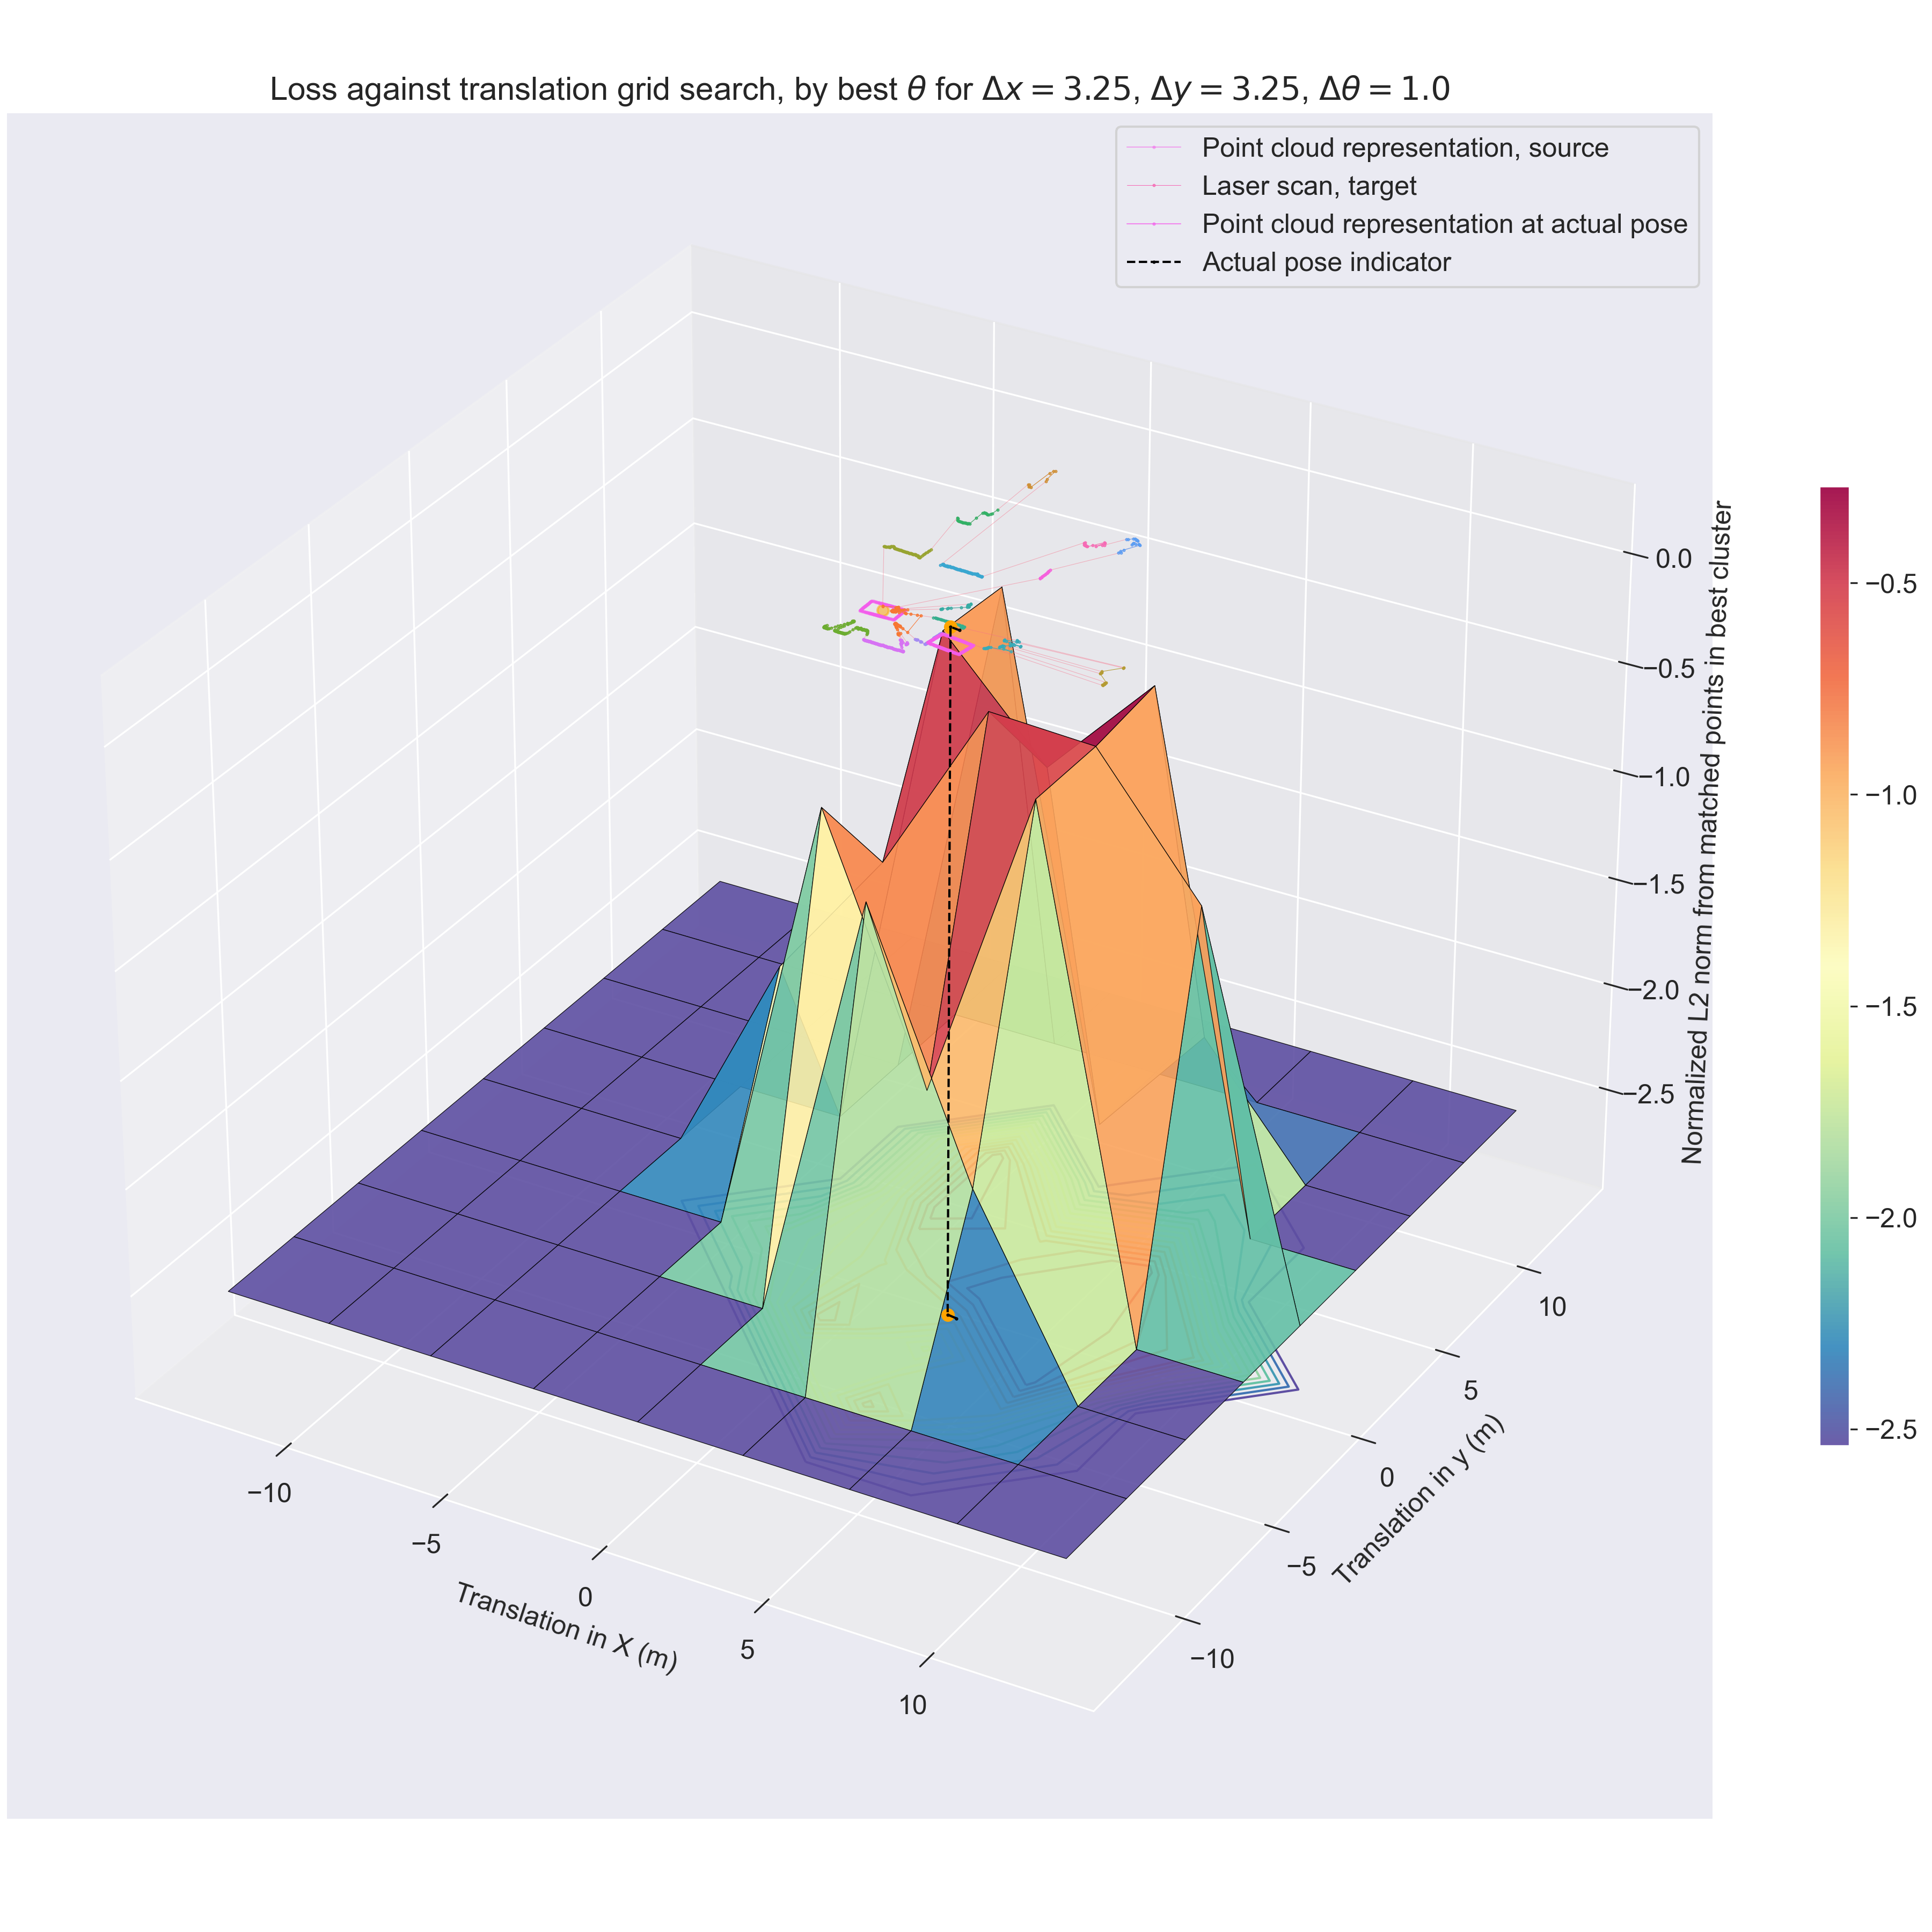 Loss against translation grid search, by best θ for Δx = 3.25, Δy = 3.25, Δθ = 1.0
Point cloud representation, source
Laser scan, target
Point cloud representation at actual pose
Actual pose indicator
0.0
−0.5
−1.0
−1.5
−2.0
−2.5
Normalized L2 norm from matched points in best cluster
−0.5
−1.0
−1.5
−2.0
−2.5
10
5
0
−5
−10
Translation in y (m)
−10
−5
0
5
10
Translation in X (m)